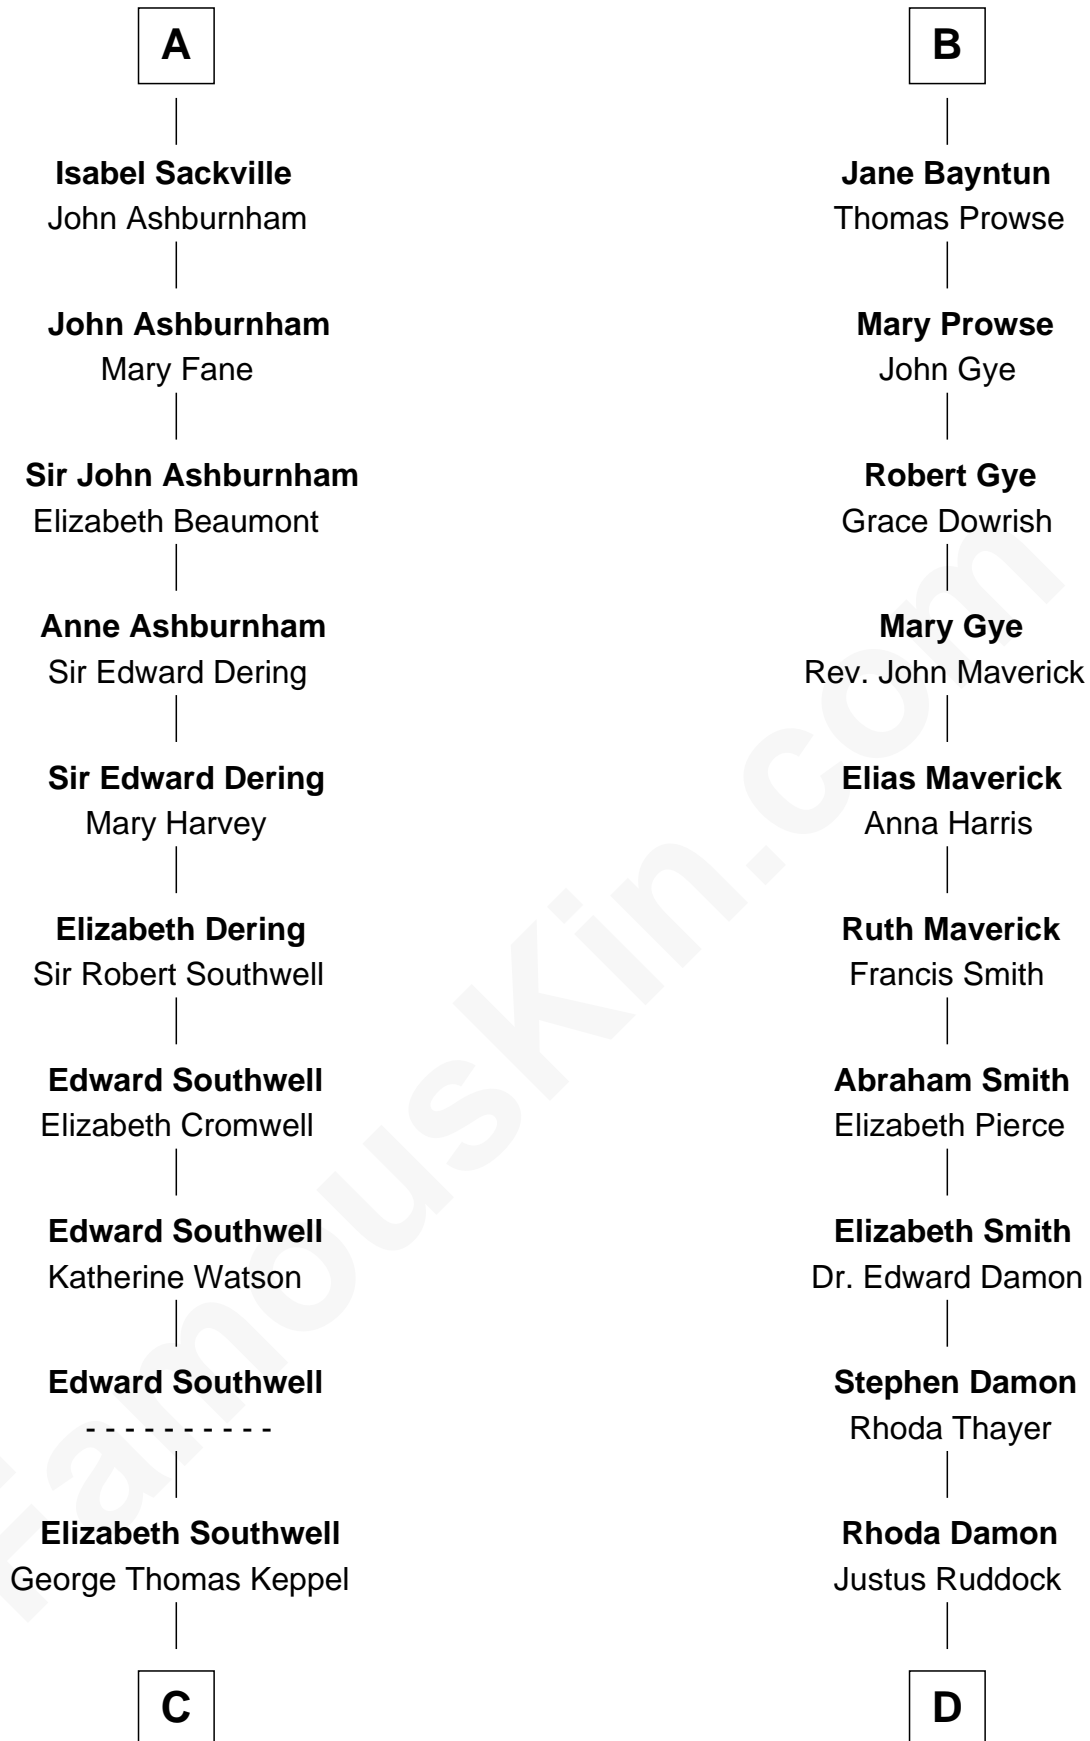 A
Isabel Sackville
John Ashburnham
John Ashburnham
Mary Fane
Sir John Ashburnham
Elizabeth Beaumont
Anne Ashburnham
Sir Edward Dering
Sir Edward Dering
Mary Harvey
Elizabeth Dering
Sir Robert Southwell
Edward Southwell
Elizabeth Cromwell
Edward Southwell
Katherine Watson
Edward Southwell
- - - - - - - - - -
Elizabeth Southwell
George Thomas Keppel
C
B
Jane Bayntun
Thomas Prowse
Mary Prowse
John Gye
Robert Gye
Grace Dowrish
Mary Gye
Rev. John Maverick
Elias Maverick
Anna Harris
Ruth Maverick
Francis Smith
Abraham Smith
Elizabeth Pierce
Elizabeth Smith
Dr. Edward Damon
Stephen Damon
Rhoda Thayer
Rhoda Damon
Justus Ruddock
D
FamousKin.com